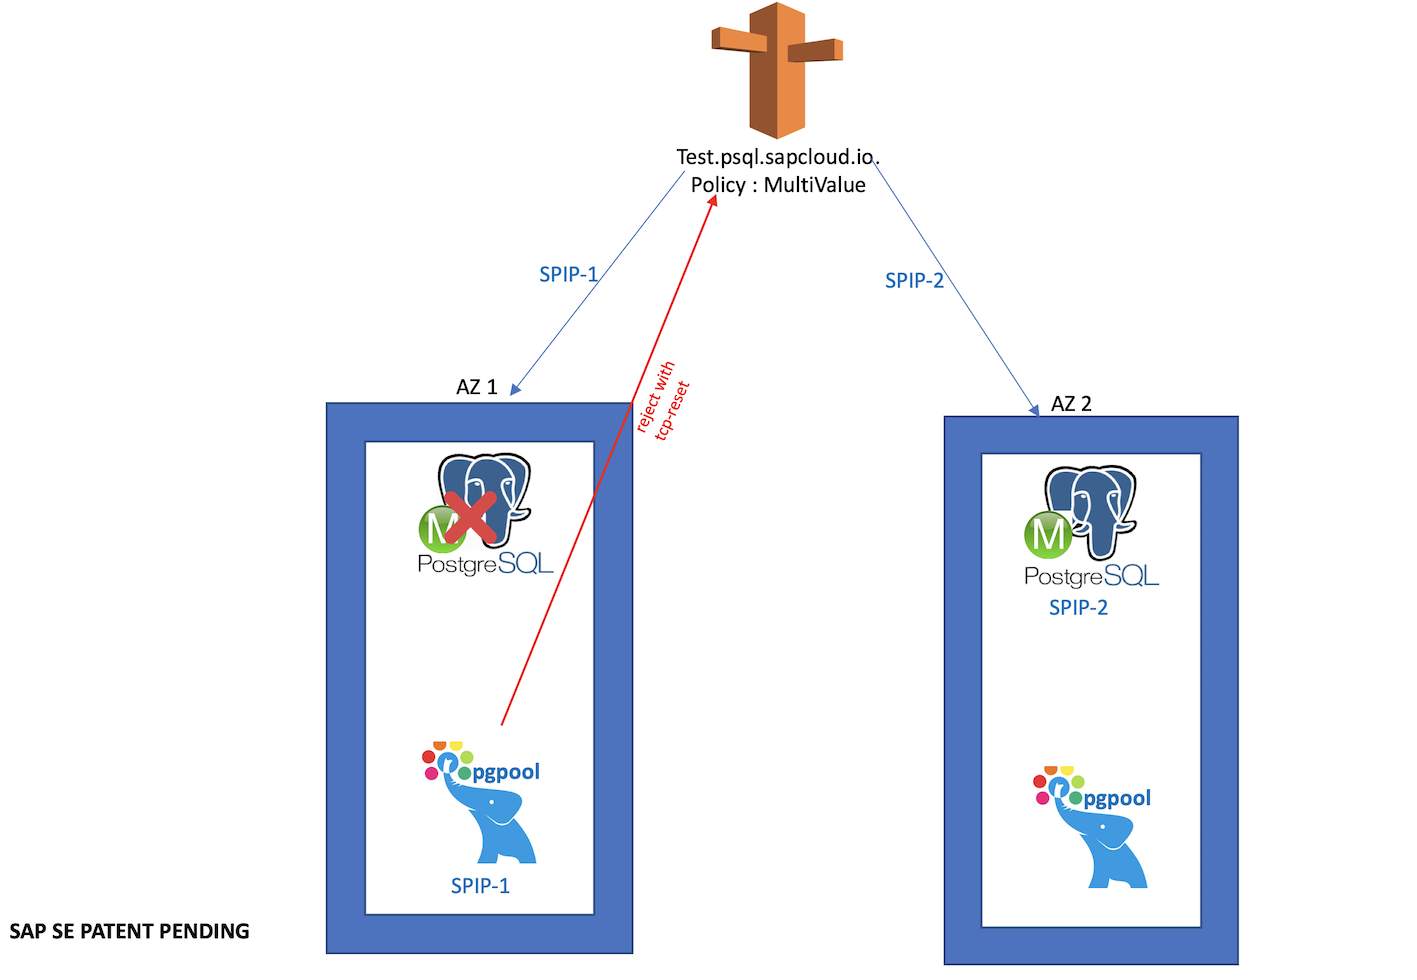 Test.psql.sapcloud.io.
Policy : MultiValue
SPIP-1
SPIP-2
reject with
tcp-reset
AZ 1
AZ 2
M
PostgreSQL
M
PostgreSQL
SPIP-2
pgpool
pgpool
SPIP-1
SAP SE PATENT PENDING